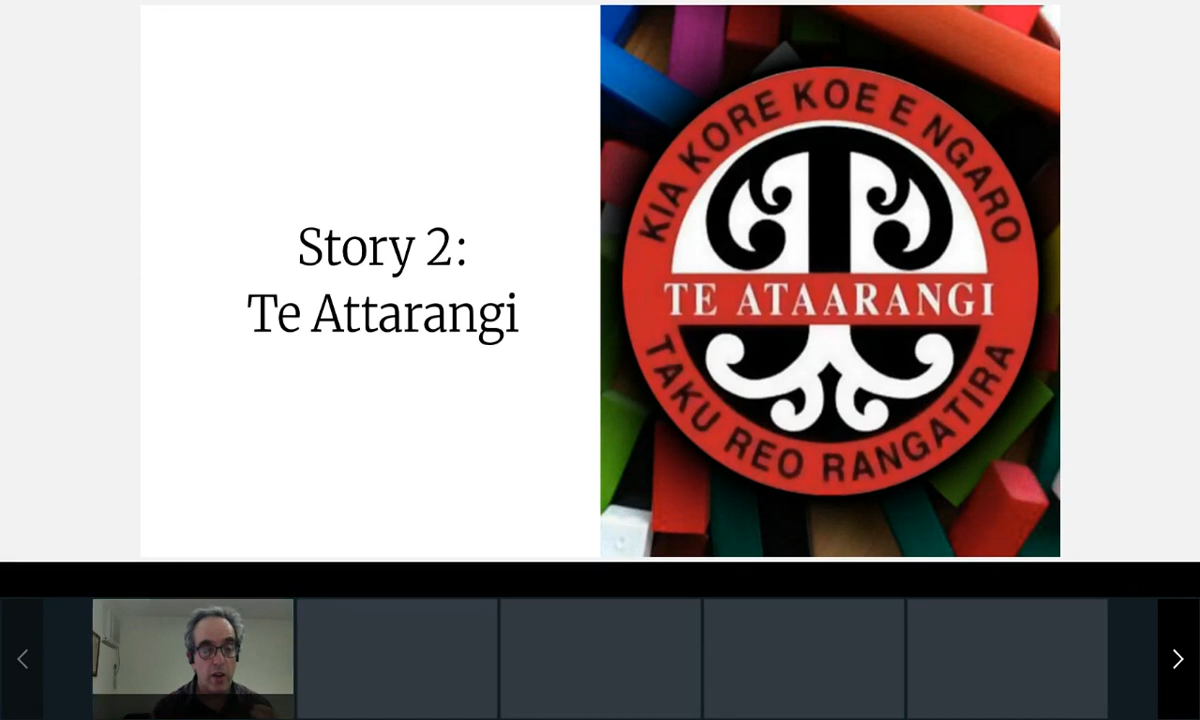 Story 2:
Te Attarangi
KIA KORE KOE E NGARO
TE ATAARANGI
TAKU REO RANGATIRA